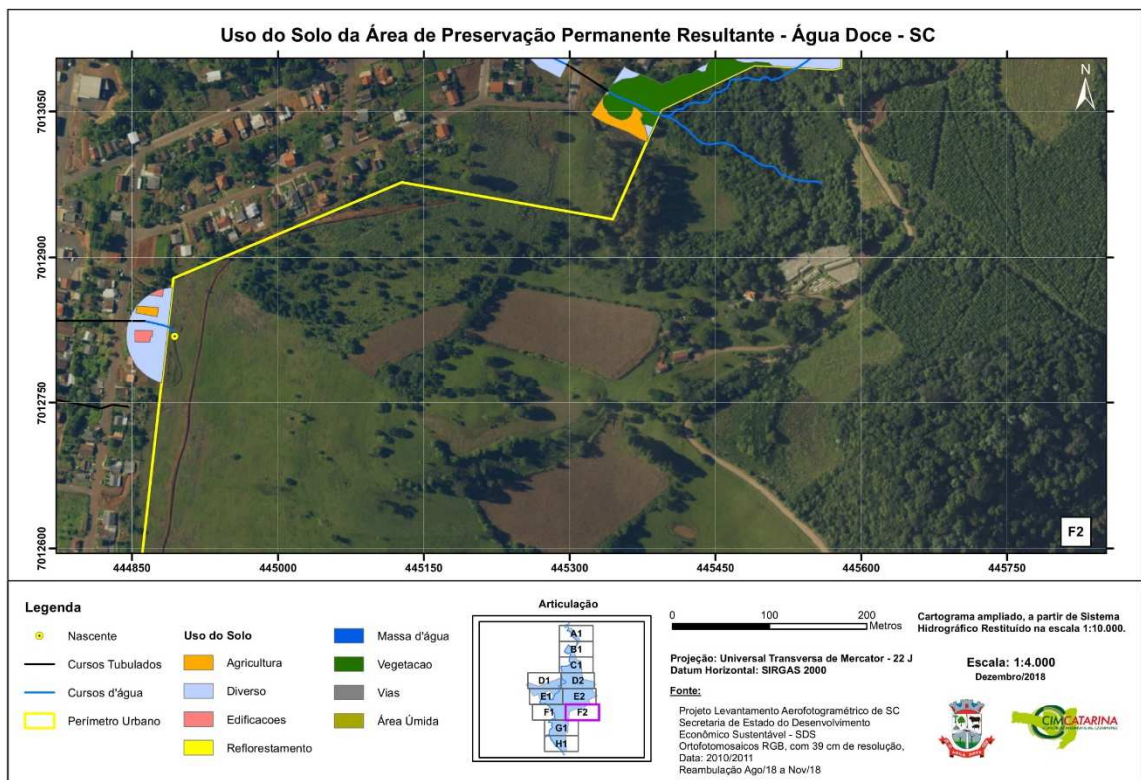 Uso do Solo da Área de Preservação Permanente Resultante - Água Doce - SC
N
7013050
7012900
7012750
7012600
F2
444850
445000
445150
445300
445450
445600
445750
Legenda
Nascente
Cursos Tubulados
Cursos d'água
Perímetro Urbano
Uso do Solo
Agricultura
Diverso
Edificacoes
Reflorestamento
Massa d'água
Vegetacao
Vias
Área Úmida
Articulação
A1
B1
C1
D1 D2
E1 E2
F1 F2
G1
H1
0 100 200
Metros
Projeção: Universal Transversa de Mercator - 22 J
Datum Horizontal: SIRGAS 2000
Fonte:
Projeto Levantamento Aerofotogramétrico de SC
Secretaria de Estado do Desenvolvimento
Econômico Sustentável - SDS
Ortofotomosaicos RGB, com 39 cm de resolução,
Data: 2010/2011
Reambulação Ago/18 a Nov/18
Cartograma ampliado, a partir de Sistema
Hidrográfico Restituído na escala 1:10.000.
Escala: 1:4.000
Dezembro/2018
CIMCATARINA